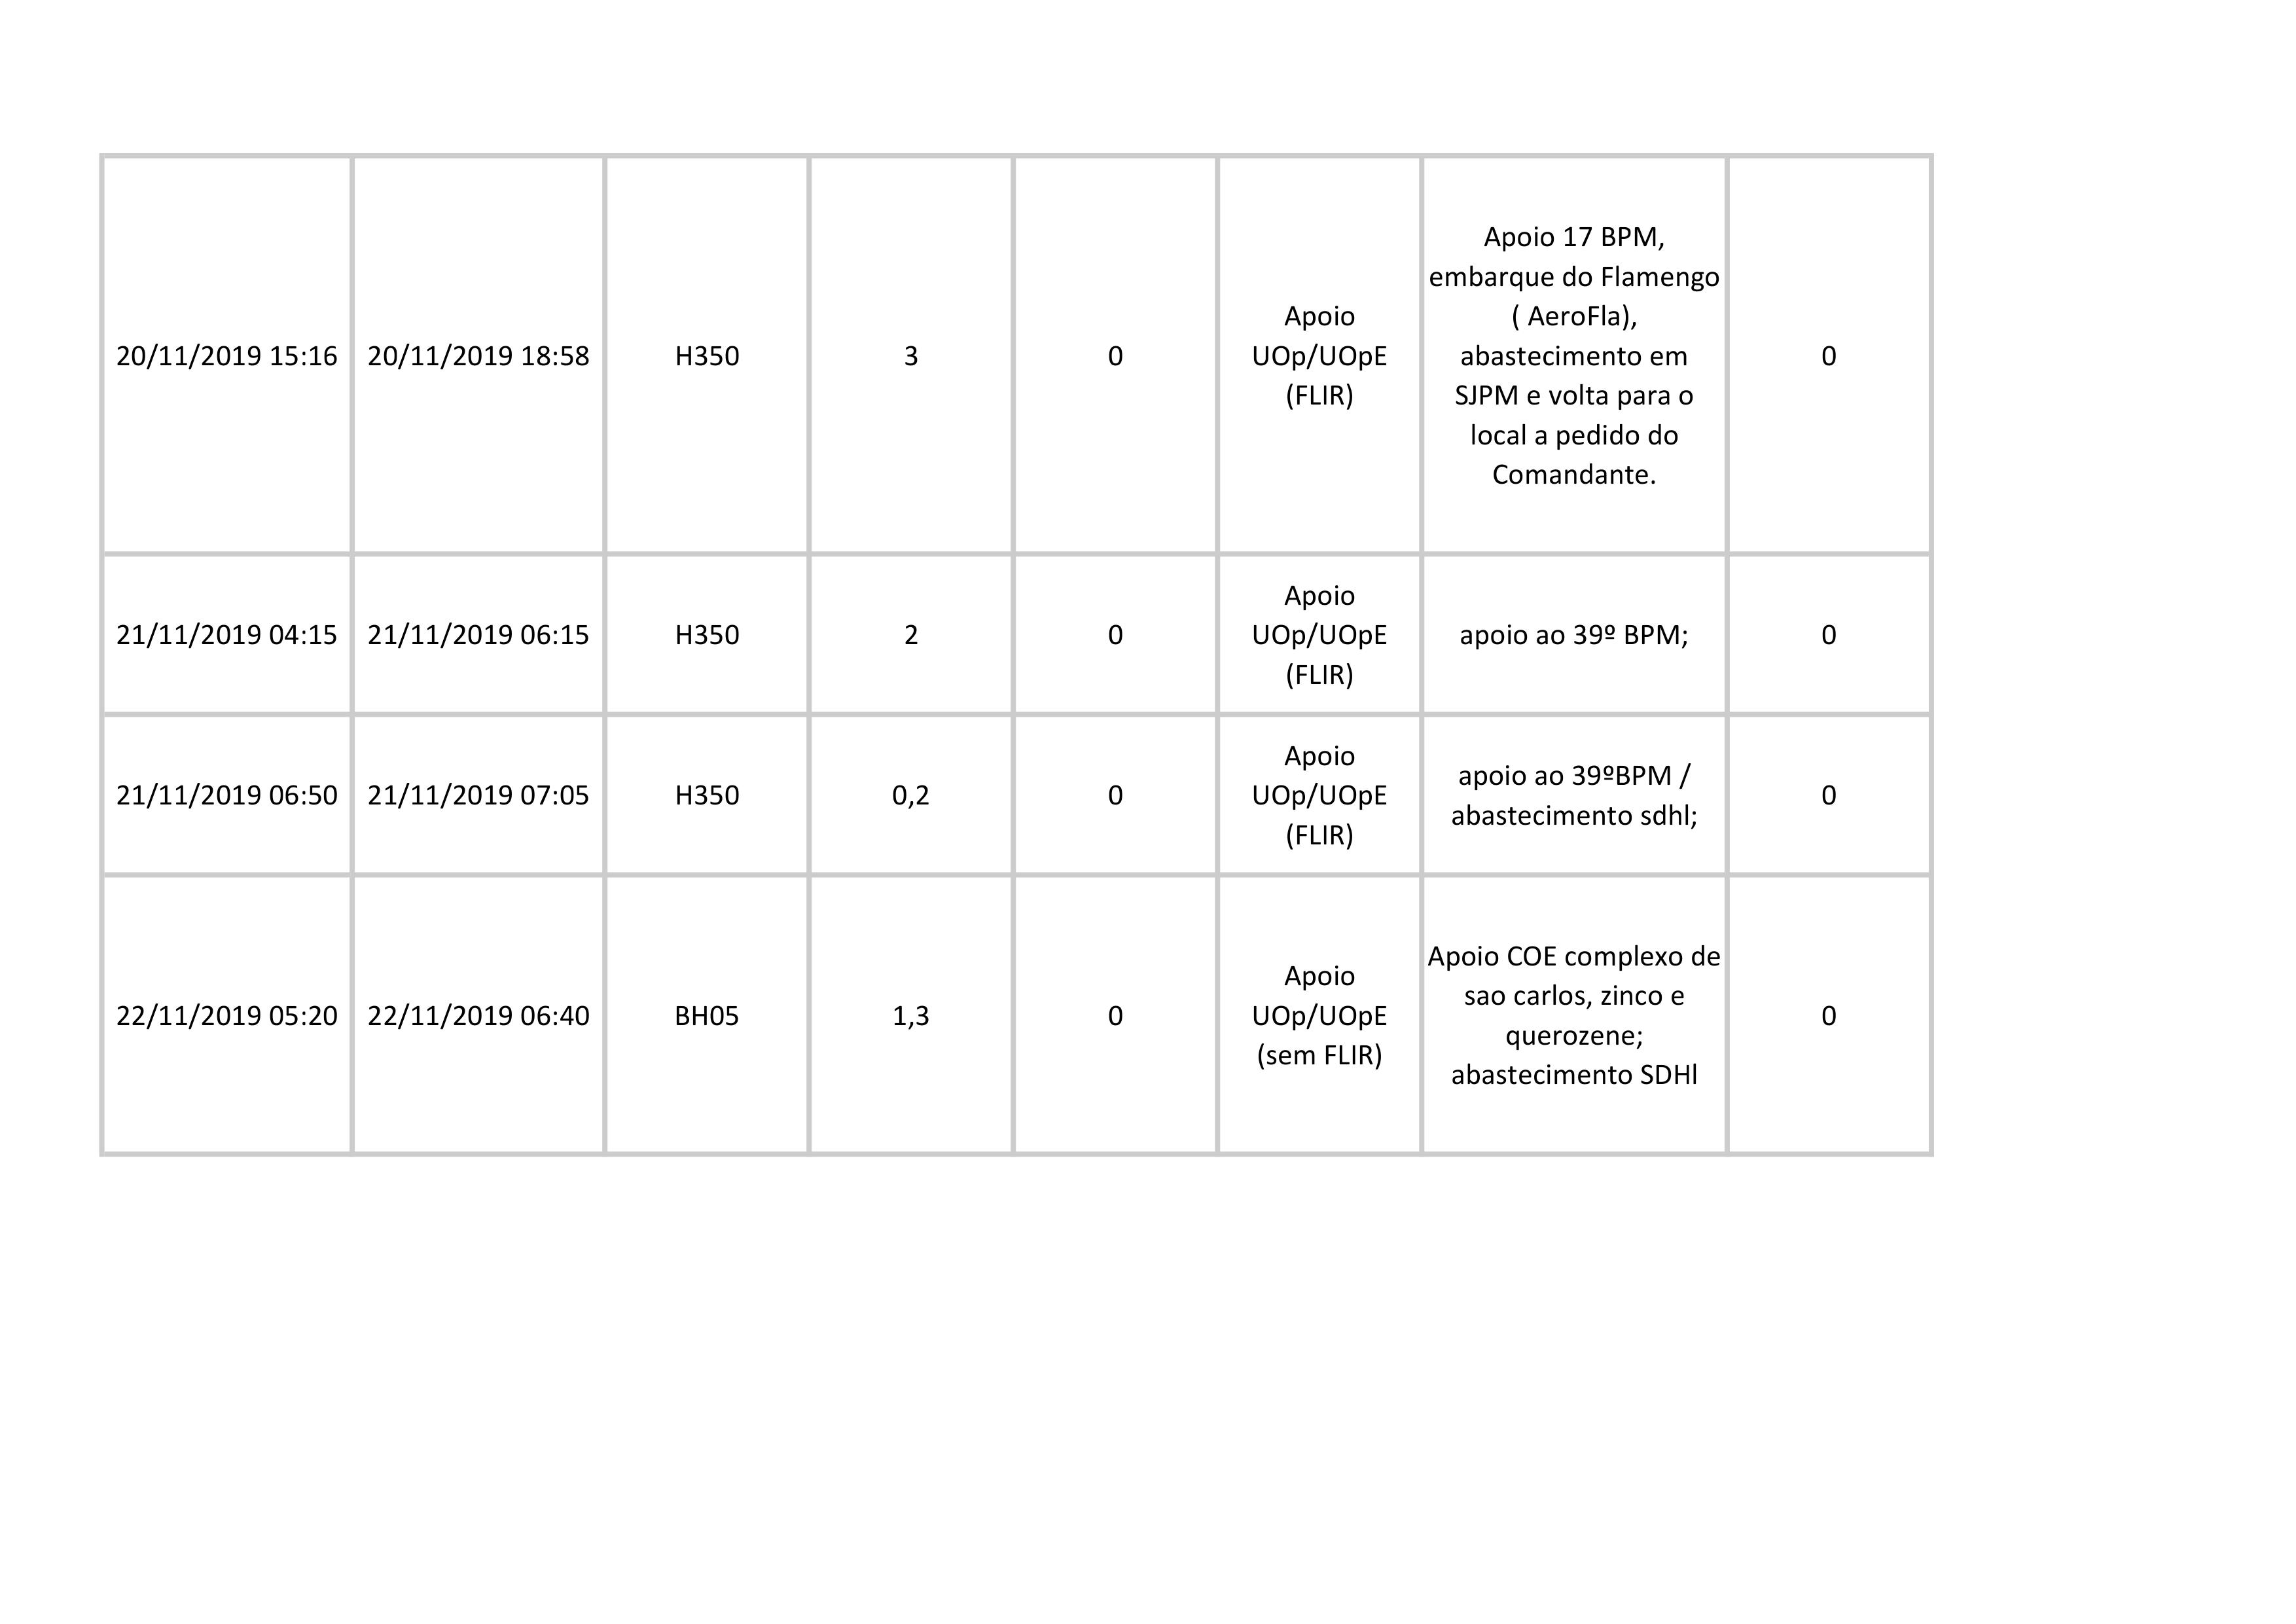 20/11/2019 15:16
20/11/2019 18:58
H350
3
0
Apoio
UOp/UOpE
(FLIR)
Apoio 17 BPM,
embarque do Flamengo
( AeroFla),
abastecimento em
SJPM e volta para o
local a pedido do
Comandante.
0
21/11/2019 04:15
21/11/2019 06:15
H350
2
0
Apoio
UOp/UOpE
(FLIR)
apoio ao 39º BPM;
0
21/11/2019 06:50
21/11/2019 07:05
H350
0,2
0
Apoio
UOp/UOpE
(FLIR)
apoio ao 39ºBPM /
abastecimento sdhl;
0
22/11/2019 05:20
22/11/2019 06:40
BH05
1,3
0
Apoio
UOp/UOpE
(sem FLIR)
Apoio COE complexo de
sao carlos, zinco e
querozene;
abastecimento SDHl
0